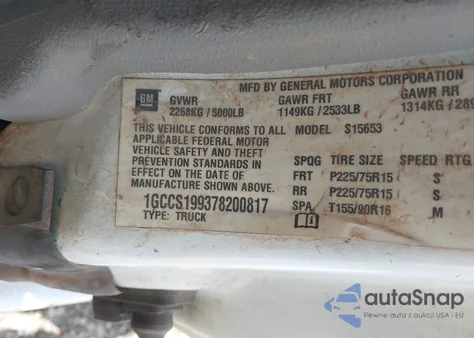 MFD BY GENERAL MOTORS CORPORATION
GM GVWR GAWR FRT GAWR RR
2268KG / 5000LB 1149KG / 2533LB 1314KG /
THIS VEHICLE CONFORMS TO ALL MODEL S15653
APPLICABLE FEDERAL MOTOR
VEHICLE SAFETY AND THEFT SPQG TIRE SIZE SPEED RTG
PREVENTION STANDARDS IN FRT P225/75R15 S
EFFECT ON THE DATE OF RR P225/75R15 S
MANUFACTURE SHOWN ABOVE. SPA T155/90R16 M
1GCCS199378200817
TYPE: TRUCK
autoSnap
Pewne auta z aukcji USA i EU